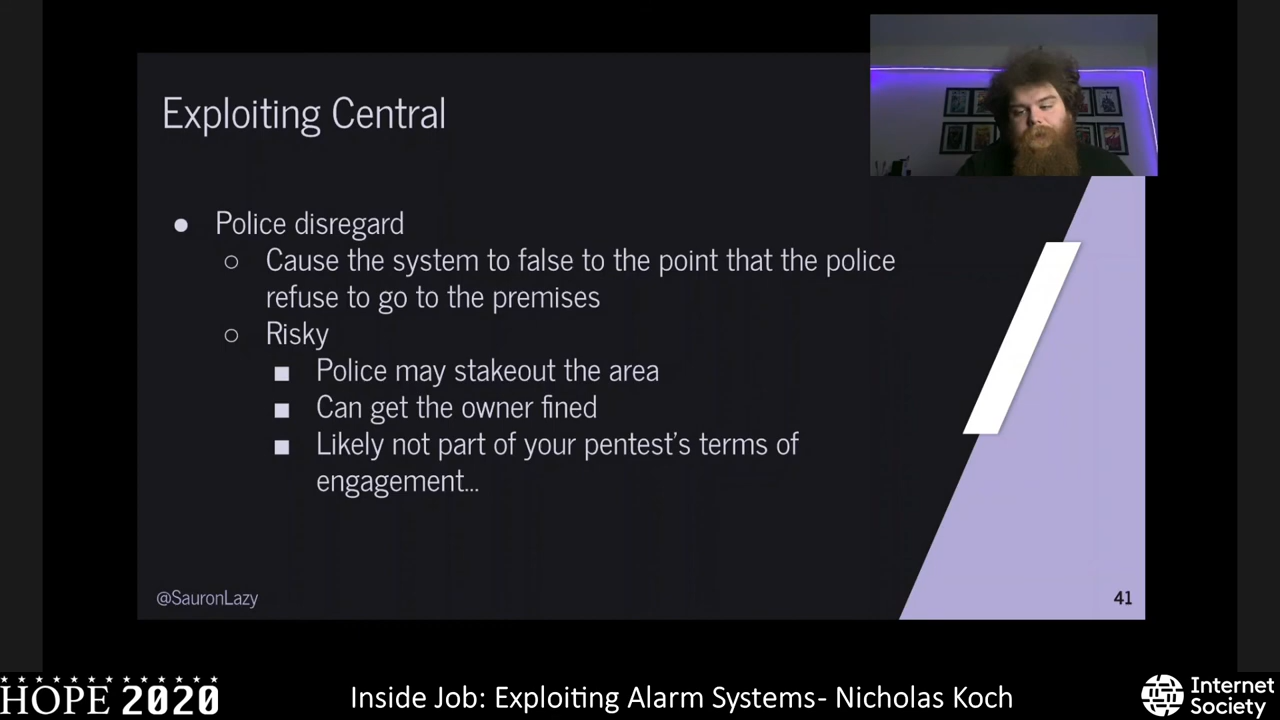 Exploiting Central
● Police disregard
○ Cause the system to false to the point that the police
refuse to go to the premises
○ Risky
■ Police may stakeout the area
■ Can get the owner fined
■ Likely not part of your pentest’s terms of
engagement...
@SauronLazy
41
HOPE 2020
Inside Job: Exploiting Alarm Systems- Nicholas Koch
Internet
Society